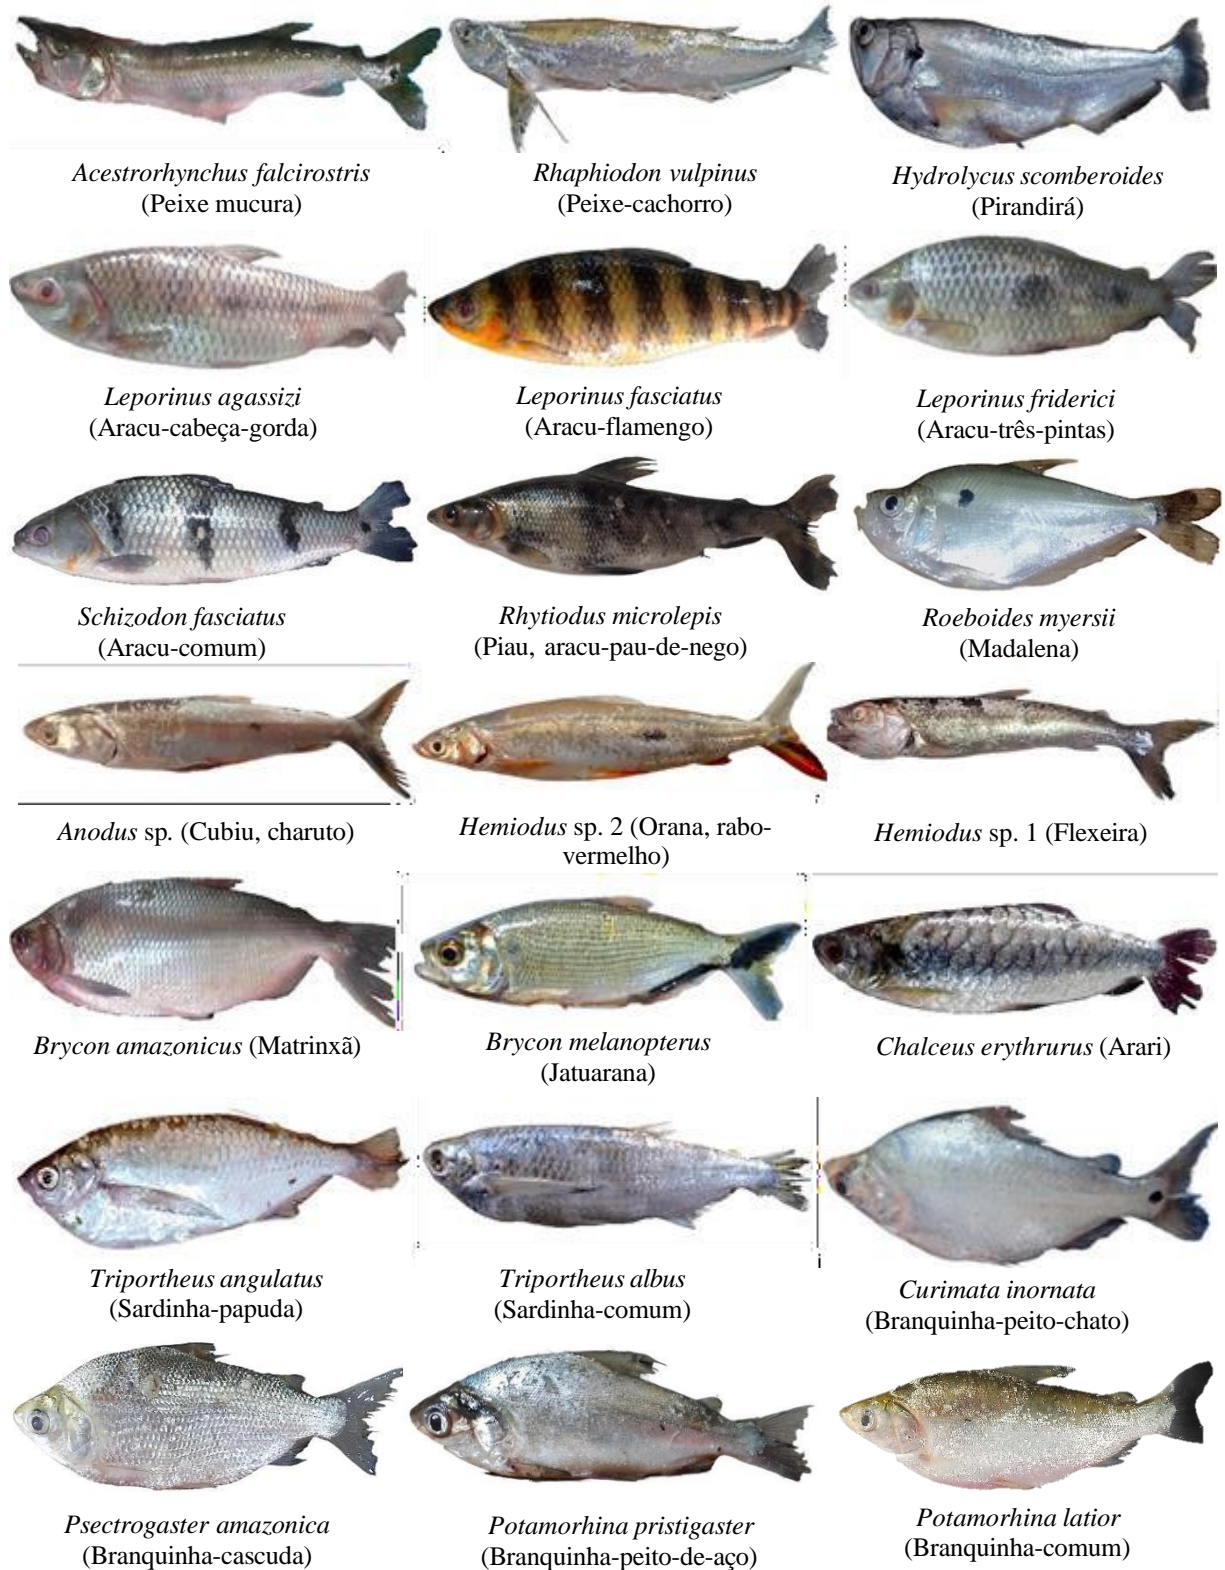 Acestrorhynchus falcirostris
(Peixe mucura)
Rhaphiodon vulpinus
(Peixe-cachorro)
Hydrolycus scomberoides
(Pirandirá)
Leporinus agassizi
(Aracu-cabeça-gorda)
Leporinus fasciatus
(Aracu-flamengo)
Leporinus friderici
(Aracu-três-pintas)
Schizodon fasciatus
(Aracu-comum)
Rhytiodus microlepis
(Piau, aracu-pau-de-nego)
Roeboides myersii
(Madalena)
Anodus sp. (Cubiu, charuto)
Hemiodus sp. 2 (Orana, rabo-
vermelho)
Hemiodus sp. 1 (Flexeira)
Brycon amazonicus (Matrinxã)
Brycon melanopterus
(Jatuarana)
Chalceus erythrurus (Arari)
Triportheus angulatus
(Sardinha-papuda)
Triportheus albus
(Sardinha-comum)
Curimata inornata
(Branquinha-peito-chato)
Psectrogaster amazonica
(Branquinha-cascuda)
Potamorhina pristigaster
(Branquinha-peito-de-aço)
Potamorhina latior
(Branquinha-comum)